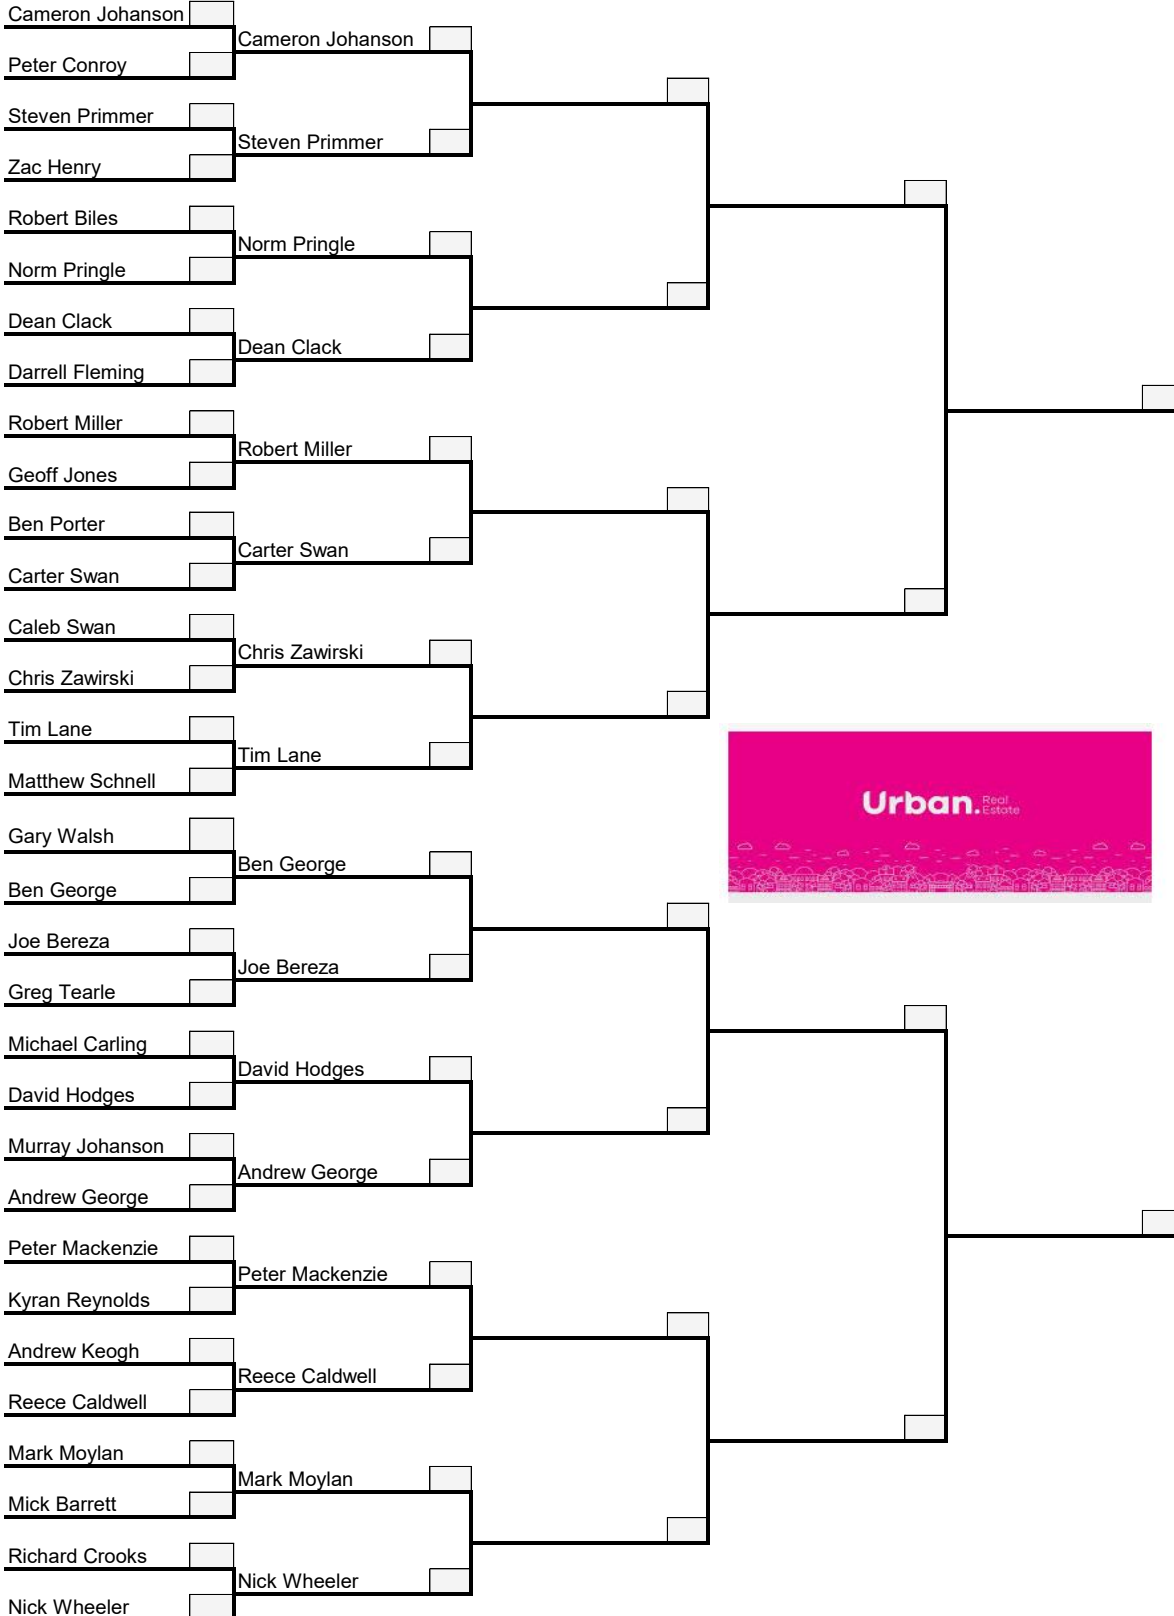 Cameron Johanson
Cameron Johanson
Peter Conroy
Steven Primmer
Steven Primmer
Zac Henry
Robert Biles
Norm Pringle
Norm Pringle
Dean Clack
Dean Clack
Darrell Fleming
Robert Miller
Robert Miller
Geoff Jones
Ben Porter
Carter Swan
Carter Swan
Caleb Swan
Chris Zawirski
Chris Zawirski
Tim Lane
Tim Lane
Matthew Schnell
Urban. Real Estate
Gary Walsh
Ben George
Ben George
Joe Bereza
Joe Bereza
Greg Tearle
Michael Carling
David Hodges
David Hodges
Murray Johanson
Andrew George
Andrew George
Peter Mackenzie
Peter Mackenzie
Kyran Reynolds
Andrew Keogh
Reece Caldwell
Reece Caldwell
Mark Moylan
Mark Moylan
Mick Barrett
Richard Crooks
Nick Wheeler
Nick Wheeler